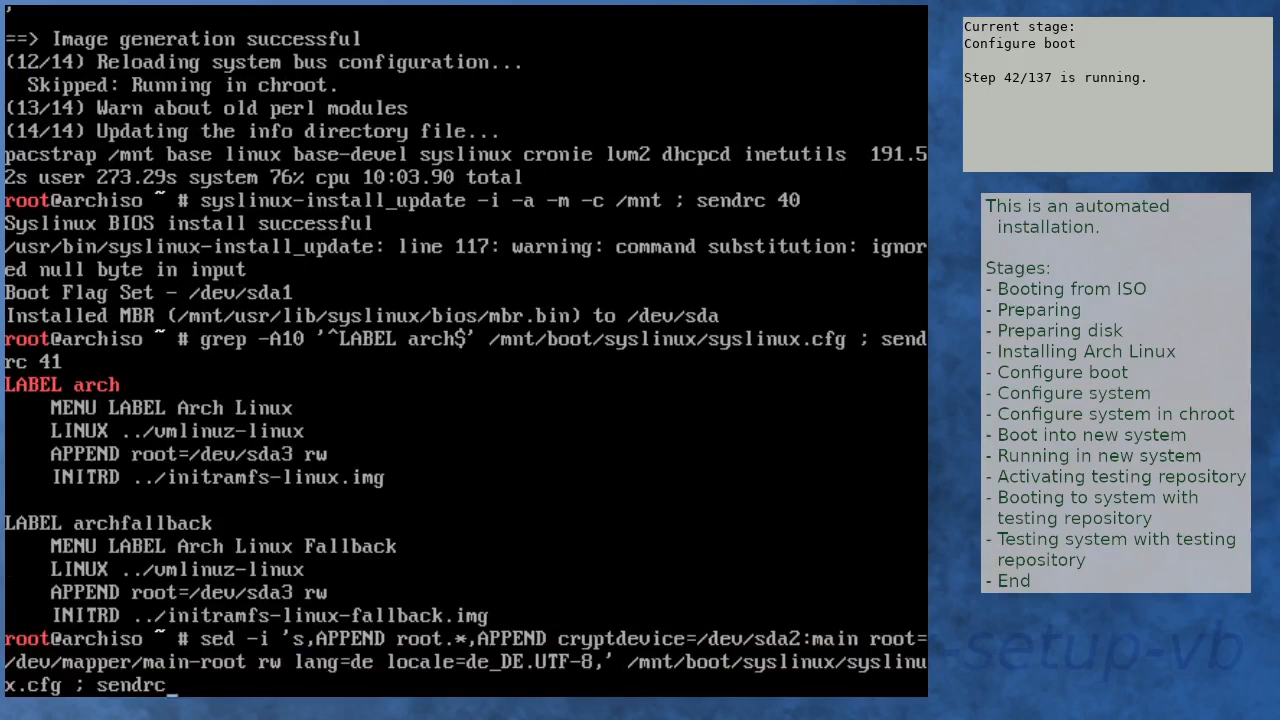 ,
==> Image generation successful
(12/14) Reloading system bus configuration...
  Skipped: Running in chroot.
(13/14) Warn about old perl modules
(14/14) Updating the info directory file...
pacstrap /mnt base linux base-devel syslinux cronie lvm2 dhcpcd inetutils  191.5
2s user 273.29s system 76% cpu 10:03.90 total
root@archiso ~ # syslinux-install_update -i -a -m -c /mnt ; sendrc 40
Syslinux BIOS install successful
/usr/bin/syslinux-install_update: line 117: warning: command substitution: ignor
ed null byte in input
Boot Flag Set - /dev/sda1
Installed MBR (/mnt/usr/lib/syslinux/bios/mbr.bin) to /dev/sda
root@archiso ~ # grep -A10 '^LABEL arch$' /mnt/boot/syslinux/syslinux.cfg ; send
rc 41
LABEL arch
    MENU LABEL Arch Linux
    LINUX ../vmlinuz-linux
    APPEND root=/dev/sda3 rw
    INITRD ../initramfs-linux.img

LABEL archfallback
    MENU LABEL Arch Linux Fallback
    LINUX ../vmlinuz-linux
    APPEND root=/dev/sda3 rw
    INITRD ../initramfs-linux-fallback.img
root@archiso ~ # sed -i 's,APPEND root.*,APPEND cryptdevice=/dev/sda2:main root=
/dev/mapper/main-root rw lang=de locale=de_DE.UTF-8,' /mnt/boot/syslinux/syslinu
x.cfg ; sendrc_
Current stage:
Configure boot
Step 42/137 is running.
This is an automated
installation.
Stages:
- Booting from ISO
- Preparing
- Preparing disk
- Installing Arch Linux
- Configure boot
- Configure system
- Configure system in chroot
- Boot into new system
- Running in new system
- Activating testing repository
- Booting to system with
testing repository
- Testing system with testing
repository
- End
-setup-vb